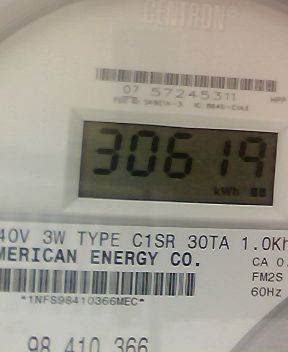 CENTRON®
07 57245311
30619
kWh
40V 3W TYPE C1SR 30TA 1.0Kh
MERICAN ENERGY CO.
CA 0.
FM2S
*1NFS98410366MEC*
60Hz
98 410 366